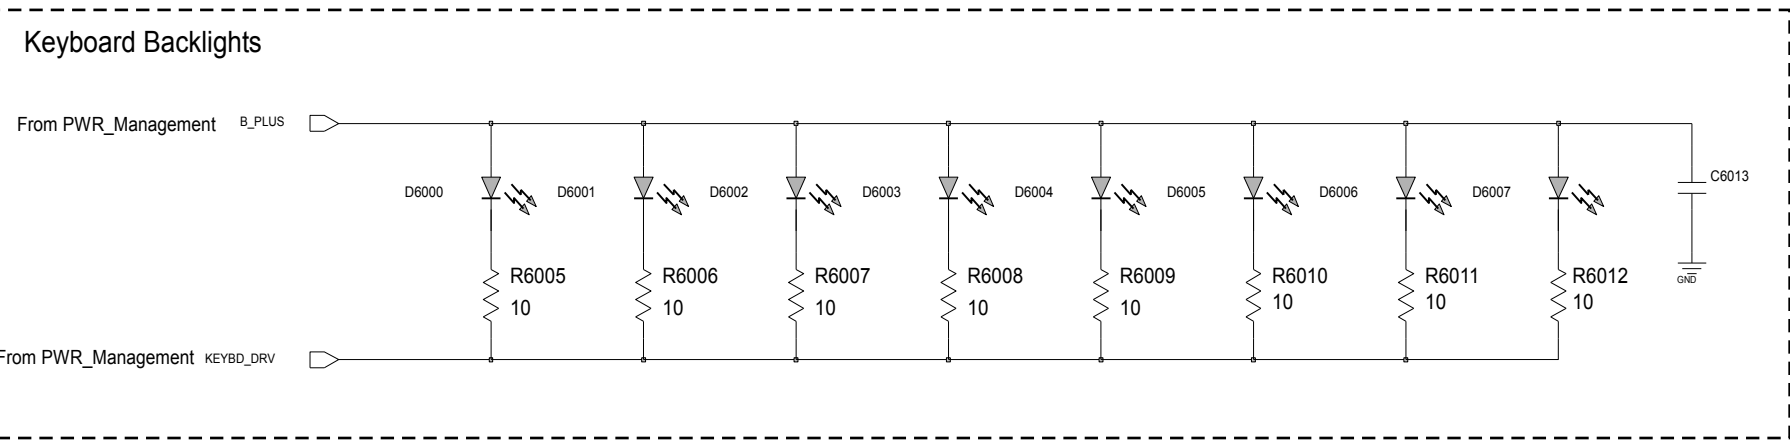 Keyboard Backlights
From PWR_Management B_PLUS
D6000 D6001 D6002 D6003 D6004 D6005 D6006 D6007 C6013
R6005 R6006 R6007 R6008 R6009 R6010 R6011 R6012
10 10 10 10 10 10 10 10
GND
From PWR_Management KEYBD_DRV